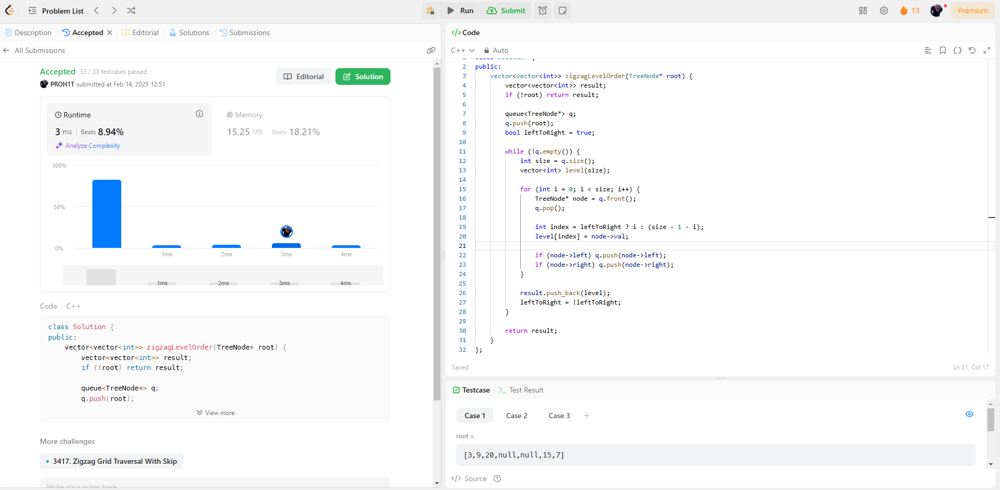 Problem List
Run
Submit
13
Premium
Description
Accepted
Editorial
Solutions
Submissions
All Submissions
Accepted 33 / 33 testcases passed
PROH1T submitted at Feb 14, 2025 12:51
Editorial
Solution
Runtime
3 ms Beats 8.94%
Analyze Complexity
Memory
15.25 MB Beats 18.21%
100%
50%
0%
1ms 2ms 3ms 4ms
1ms 2ms 3ms 4ms
Code C++
class Solution {
public:
    vector<vector<int>> zigzagLevelOrder(TreeNode* root) {
        vector<vector<int>> result;
        if (!root) return result;
        queue<TreeNode*> q;
        q.push(root);
View more
More challenges
3417. Zigzag Grid Traversal With Skip
Write your notes here
</> Code
C++ Auto
2 public:
3     vector<vector<int>> zigzagLevelOrder(TreeNode* root) {
4         vector<vector<int>> result;
5         if (!root) return result;
6
7         queue<TreeNode*> q;
8         q.push(root);
9         bool leftToRight = true;
10
11         while (!q.empty()) {
12             int size = q.size();
13             vector<int> level(size);
14
15             for (int i = 0; i < size; i++) {
16                 TreeNode* node = q.front();
17                 q.pop();
18
19                 int index = leftToRight ? i : (size - 1 - i);
20                 level[index] = node->val;
21
22                 if (node->left) q.push(node->left);
23                 if (node->right) q.push(node->right);
24             }
25
26             result.push_back(level);
27             leftToRight = !leftToRight;
28         }
29
30         return result;
31     }
32 };
Saved
Ln 21, Col 17
Testcase
Test Result
Case 1
Case 2
Case 3
+
root =
[3,9,20,null,null,15,7]
</> Source